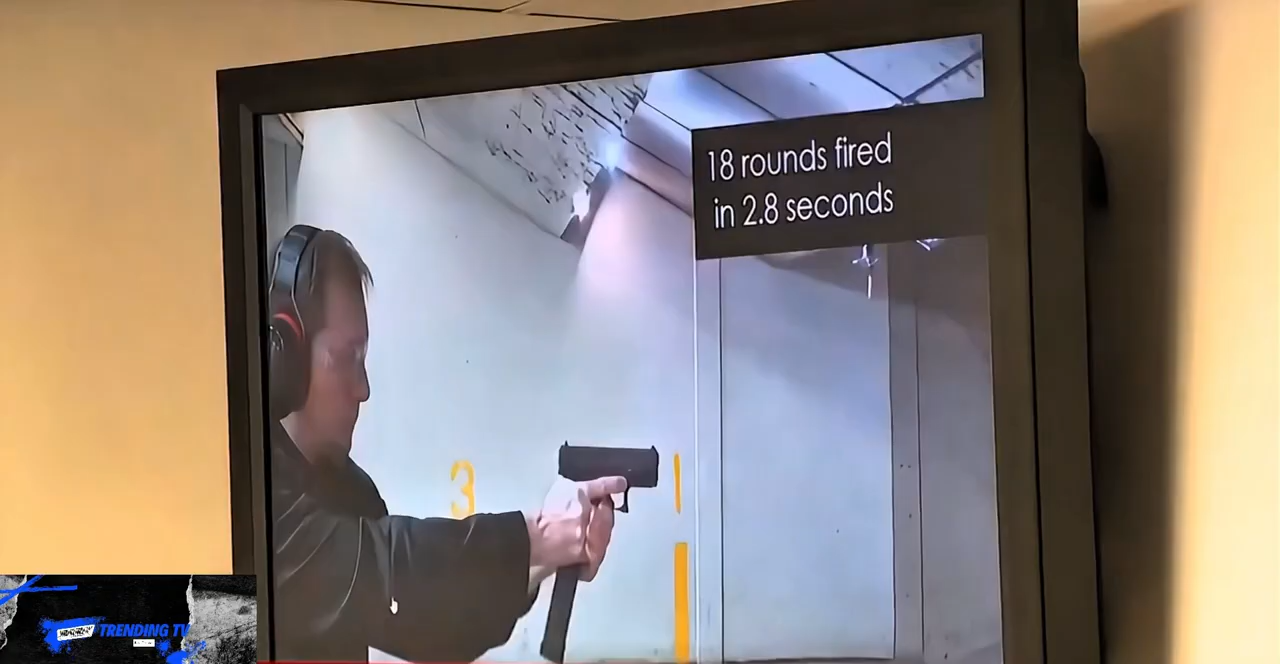 18 rounds fired
in 2.8 seconds
3
1
TRENDING TV